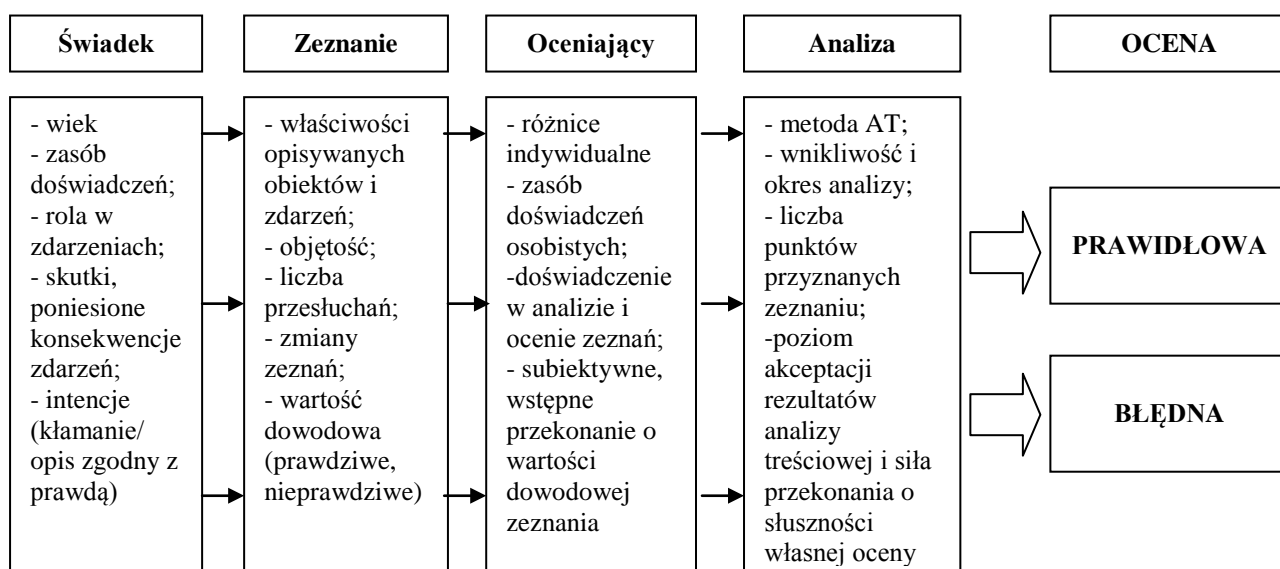 Świadek
Zeznanie
Oceniający
Analiza
OCENA
- wiek
- zasób
doświadczeń;
- rola w
zdarzeniach;
- skutki,
poniesione
konsekwencje
zdarzeń;
- intencje
(kłamanie/
opis zgodny z
prawdą)
- właściwości
opisywanych
obiektów i
zdarzeń;
- objętość;
- liczba
przesłuchań;
- zmiany
zeznań;
- wartość
dowodowa
(prawdziwe,
nieprawdziwe)
- różnice
indywidualne
- zasób
doświadczeń
osobistych;
-doświadczenie
w analizie i
ocenie zeznań;
- subiektywne,
wstępne
przekonanie o
wartości
dowodowej
zeznania
- metoda AT;
- wnikliwość i
okres analizy;
- liczba
punktów
przyznanych
zeznaniu;
-poziom
akceptacji
rezultatów
analizy
treściowej i siła
przekonania o
słuszności
własnej oceny
PRAWIDŁOWA
BŁĘDNA